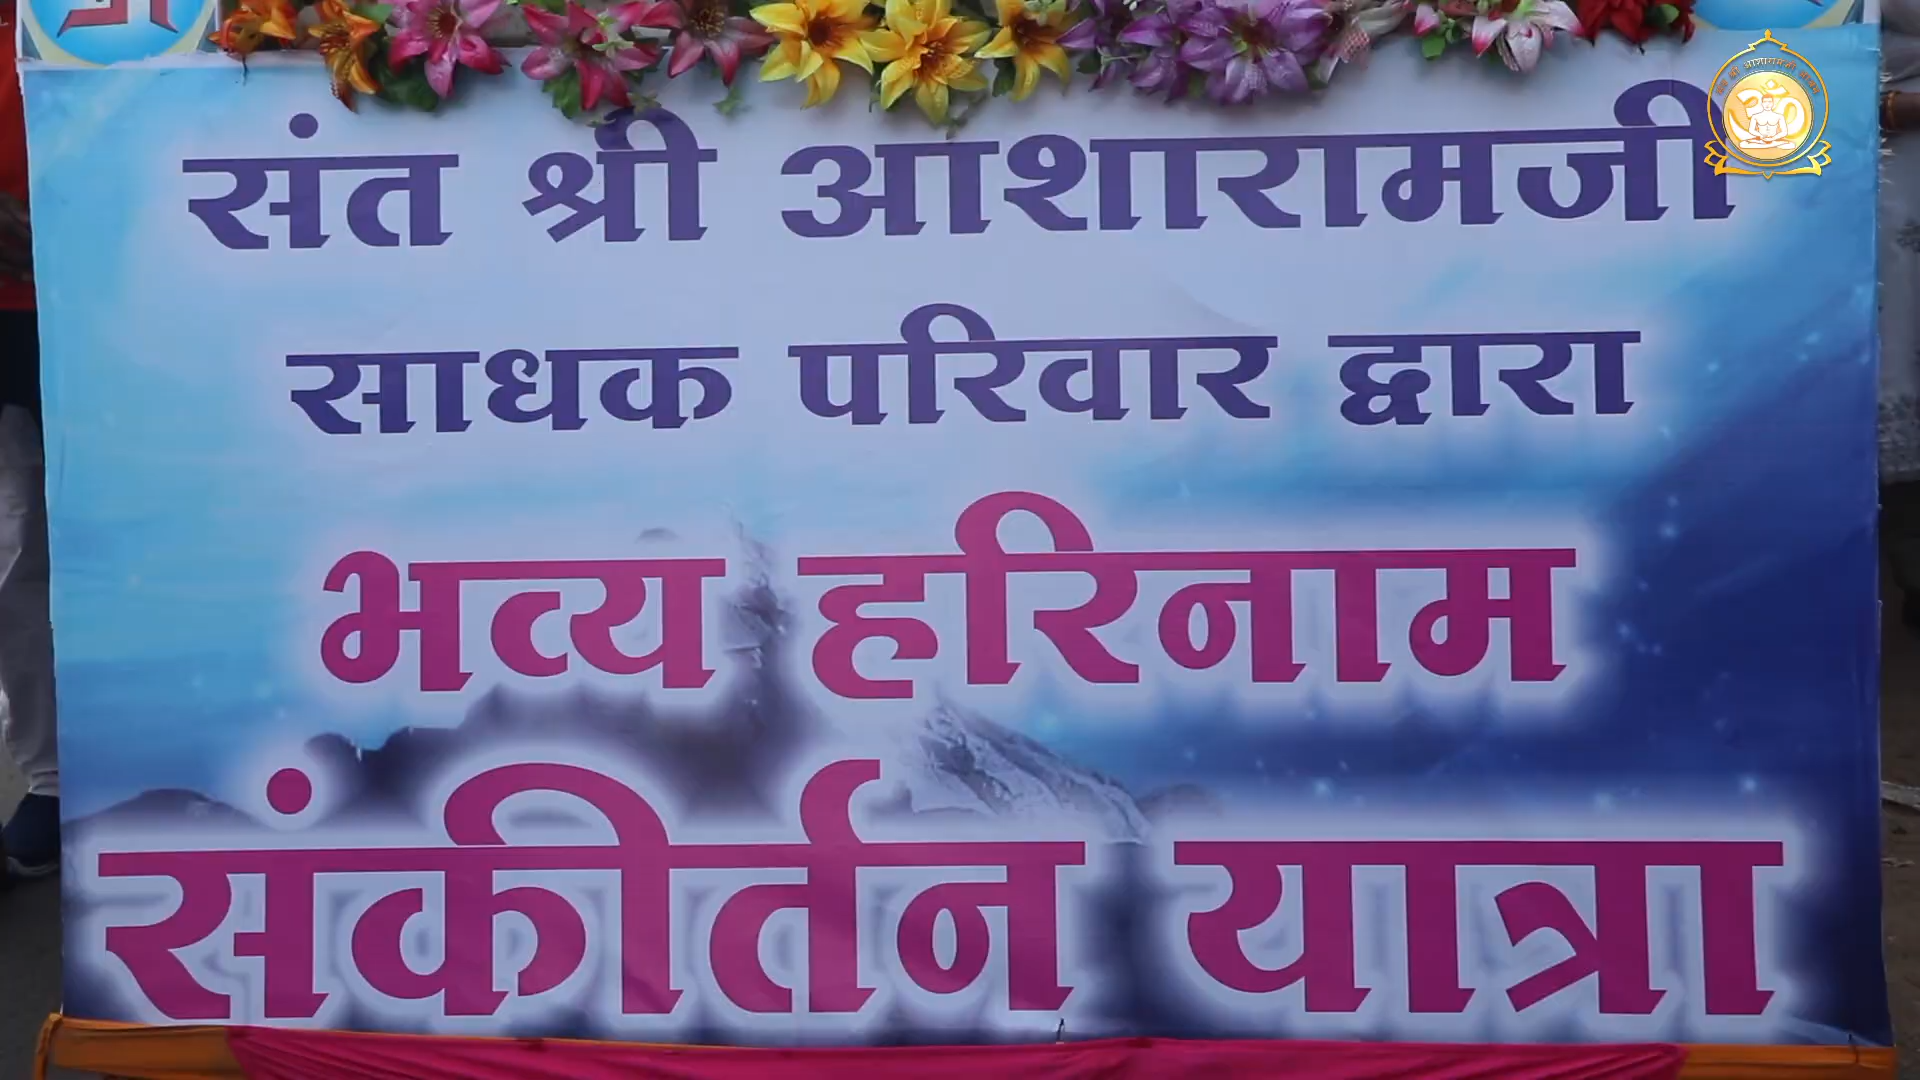 संत श्री आशारामजी
साधक परिवार द्वारा
भव्य हरिनाम
संकीर्तन यात्रा